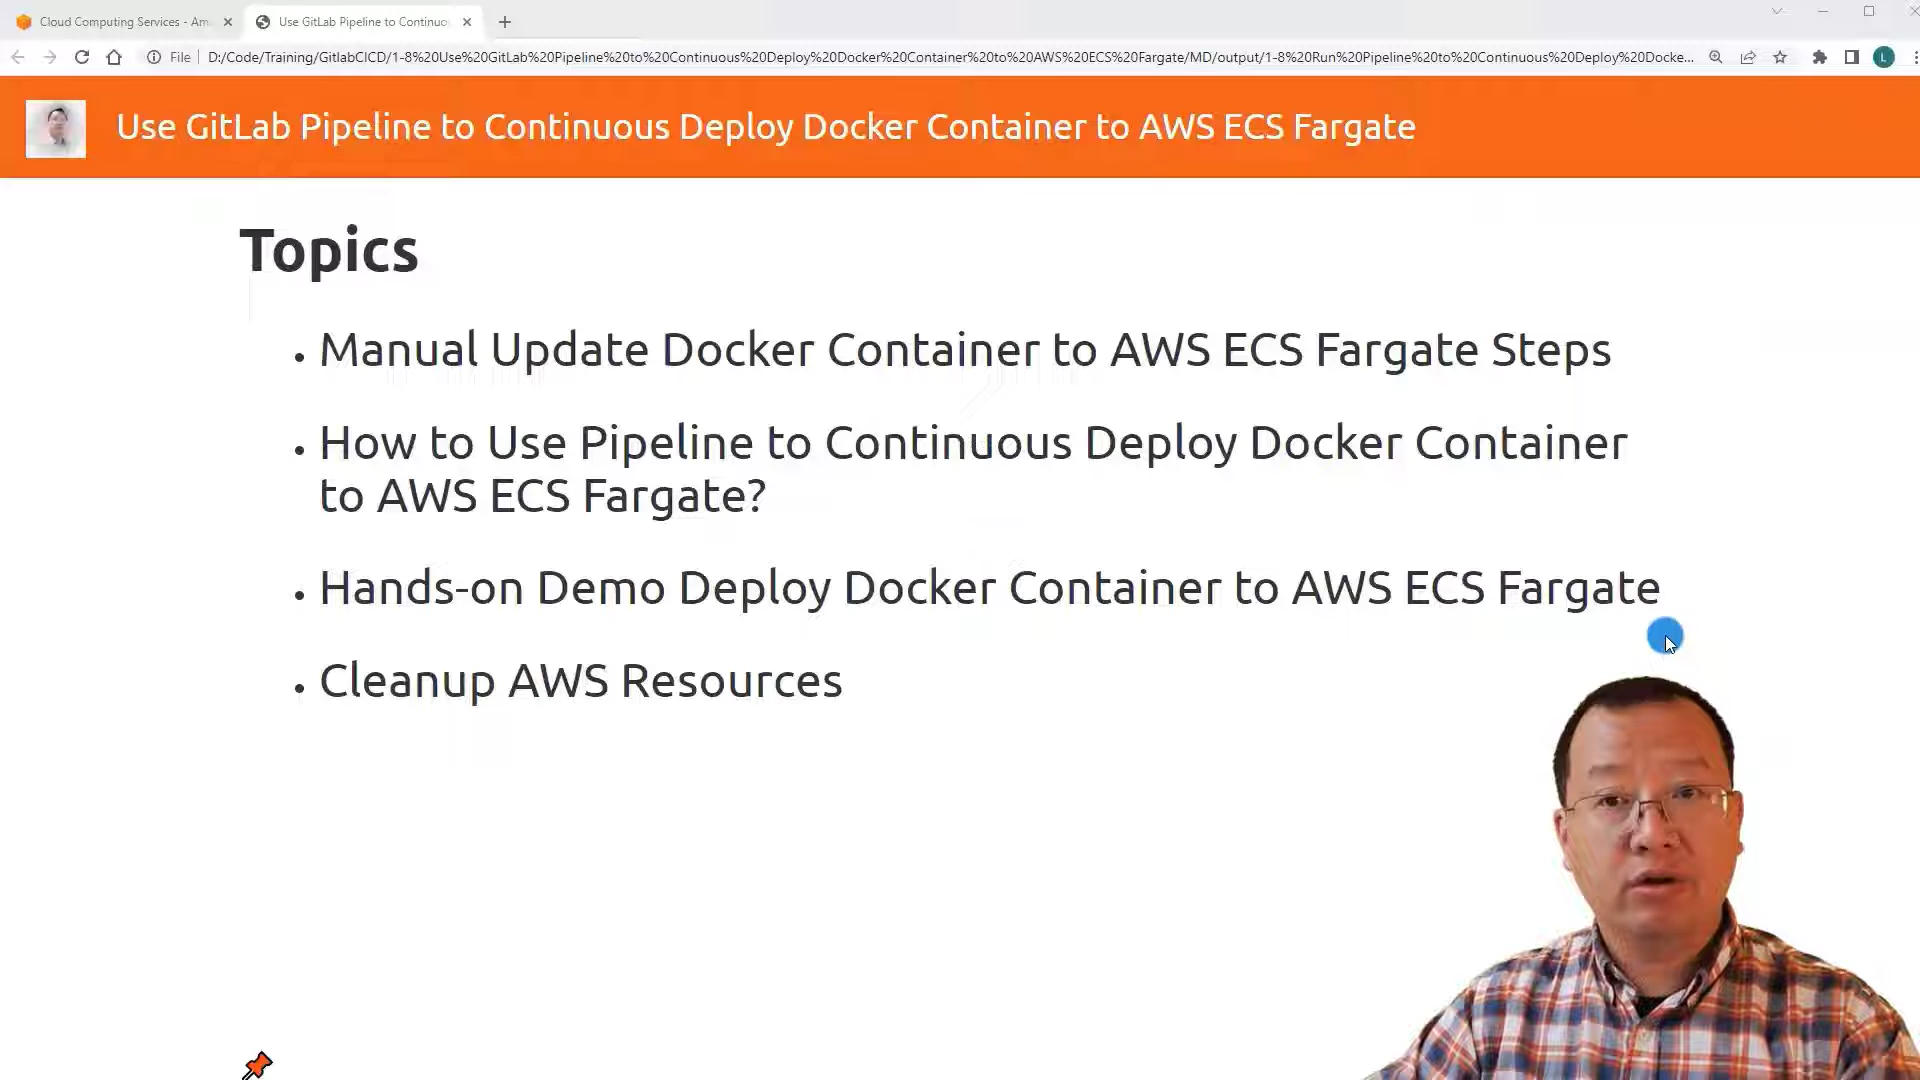 Cloud Computing Services - Am
Use GitLab Pipeline to Continuo
File
D:/Code/Training/GitlabCICD/1-8%20Use%20GitLab%20Pipeline%20to%20Continuous%20Deploy%20Docker%20Container%20to%20AWS%20ECS%20Fargate/MD/output/1-8%20Run%20Pipeline%20to%20Continuous%20Deploy%20Docke...
L
Use GitLab Pipeline to Continuous Deploy Docker Container to AWS ECS Fargate
Topics
• Manual Update Docker Container to AWS ECS Fargate Steps
• How to Use Pipeline to Continuous Deploy Docker Container
to AWS ECS Fargate?
• Hands-on Demo Deploy Docker Container to AWS ECS Fargate
• Cleanup AWS Resources